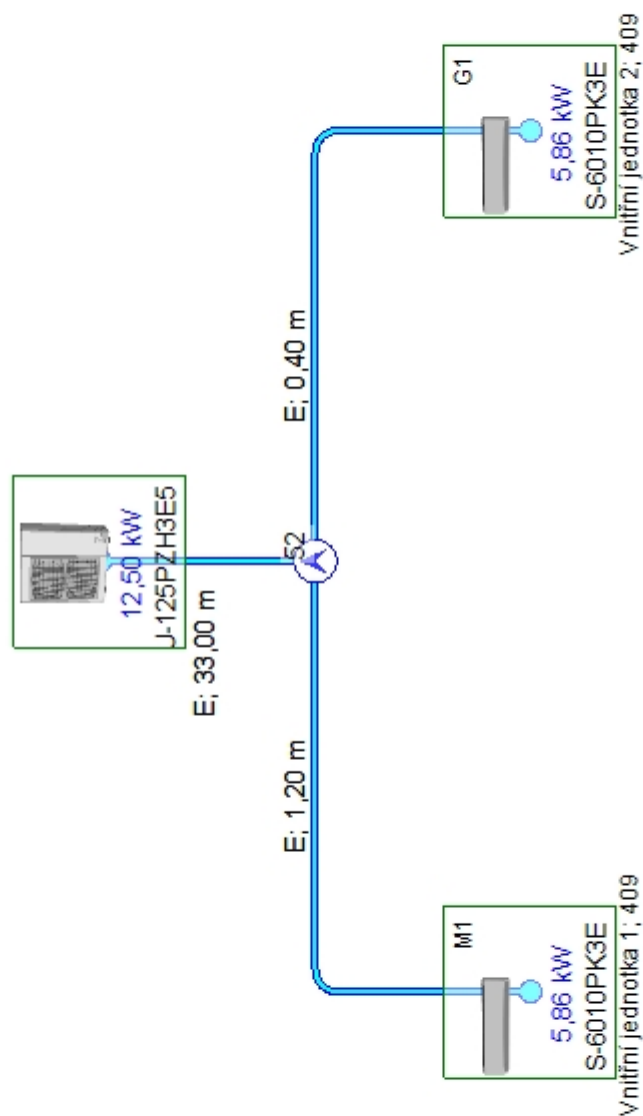 12,50 kW
U-125PZH3E5
E; 33,00 m
52
E; 1,20 m
E; 0,40 m
M1
5,86 kW
S-6010PK3E
Vnitřní jednotka 1; 409
G1
5,86 kW
S-6010PK3E
Vnitřní jednotka 2; 409